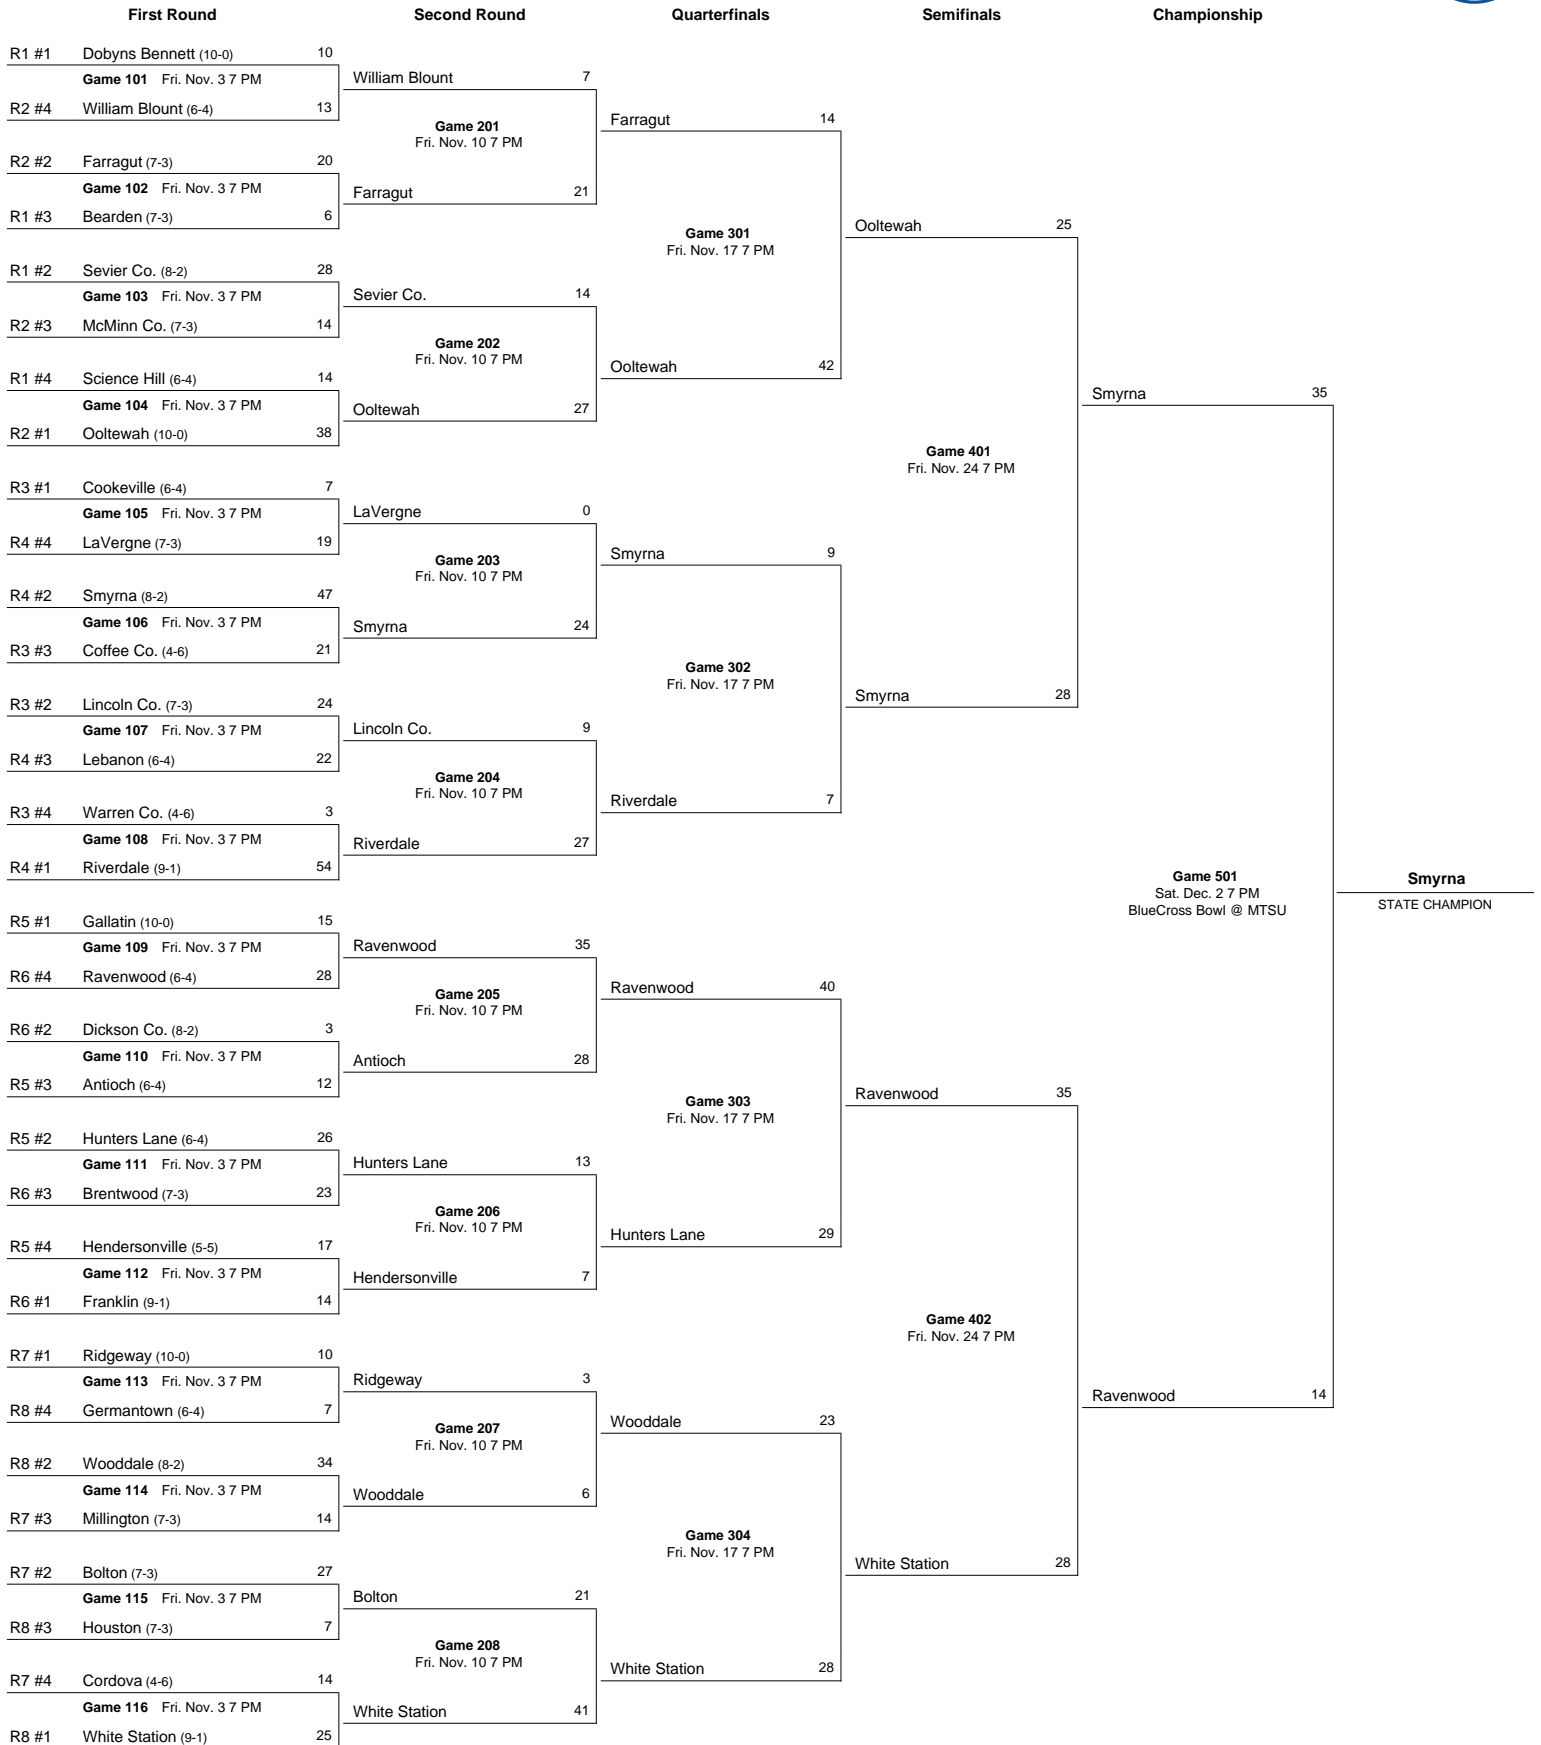 First Round Second Round Quarterfinals Semifinals Championship
R1 #1 Dobyns Bennett (10-0) 10
Game 101 Fri. Nov. 3 7 PM
R2 #4 William Blount (6-4) 13
R2 #2 Farragut (7-3) 20
Game 102 Fri. Nov. 3 7 PM
R1 #3 Bearden (7-3) 6
R1 #2 Sevier Co. (8-2) 28
Game 103 Fri. Nov. 3 7 PM
R2 #3 McMinn Co. (7-3) 14
R1 #4 Science Hill (6-4) 14
Game 104 Fri. Nov. 3 7 PM
R2 #1 Ooltewah (10-0) 38
R3 #1 Cookeville (6-4) 7
Game 105 Fri. Nov. 3 7 PM
R4 #4 LaVergne (7-3) 19
R4 #2 Smyrna (8-2) 47
Game 106 Fri. Nov. 3 7 PM
R3 #3 Coffee Co. (4-6) 21
R3 #2 Lincoln Co. (7-3) 24
Game 107 Fri. Nov. 3 7 PM
R4 #3 Lebanon (6-4) 22
R3 #4 Warren Co. (4-6) 3
Game 108 Fri. Nov. 3 7 PM
R4 #1 Riverdale (9-1) 54
R5 #1 Gallatin (10-0) 15
Game 109 Fri. Nov. 3 7 PM
R6 #4 Ravenwood (6-4) 28
R6 #2 Dickson Co. (8-2) 3
Game 110 Fri. Nov. 3 7 PM
R5 #3 Antioch (6-4) 12
R5 #2 Hunters Lane (6-4) 26
Game 111 Fri. Nov. 3 7 PM
R6 #3 Brentwood (7-3) 23
R5 #4 Hendersonville (5-5) 17
Game 112 Fri. Nov. 3 7 PM
R6 #1 Franklin (9-1) 14
R7 #1 Ridgeway (10-0) 10
Game 113 Fri. Nov. 3 7 PM
R8 #4 Germantown (6-4) 7
R8 #2 Wooddale (8-2) 34
Game 114 Fri. Nov. 3 7 PM
R7 #3 Millington (7-3) 14
R7 #2 Bolton (7-3) 27
Game 115 Fri. Nov. 3 7 PM
R8 #3 Houston (7-3) 7
R7 #4 Cordova (4-6) 14
Game 116 Fri. Nov. 3 7 PM
R8 #1 White Station (9-1) 25
William Blount 7
Game 201
Fri. Nov. 10 7 PM
Farragut 21
Sevier Co. 14
Game 202
Fri. Nov. 10 7 PM
Ooltewah 27
LaVergne 0
Game 203
Fri. Nov. 10 7 PM
Smyrna 24
Lincoln Co. 9
Game 204
Fri. Nov. 10 7 PM
Riverdale 27
Ravenwood 35
Game 205
Fri. Nov. 10 7 PM
Antioch 28
Hunters Lane 13
Game 206
Fri. Nov. 10 7 PM
Hendersonville 7
Ridgeway 3
Game 207
Fri. Nov. 10 7 PM
Wooddale 6
Bolton 21
Game 208
Fri. Nov. 10 7 PM
White Station 41
Farragut 14
Game 301
Fri. Nov. 17 7 PM
Ooltewah 42
Smyrna 9
Game 302
Fri. Nov. 17 7 PM
Riverdale 7
Ravenwood 40
Game 303
Fri. Nov. 17 7 PM
Hunters Lane 29
Wooddale 23
Game 304
Fri. Nov. 17 7 PM
White Station 28
Ooltewah 25
Game 401
Fri. Nov. 24 7 PM
Smyrna 28
Ravenwood 35
Game 402
Fri. Nov. 24 7 PM
White Station 28
Smyrna 35
Game 501
Sat. Dec. 2 7 PM
BlueCross Bowl @ MTSU
Ravenwood 14
Smyrna
STATE CHAMPION